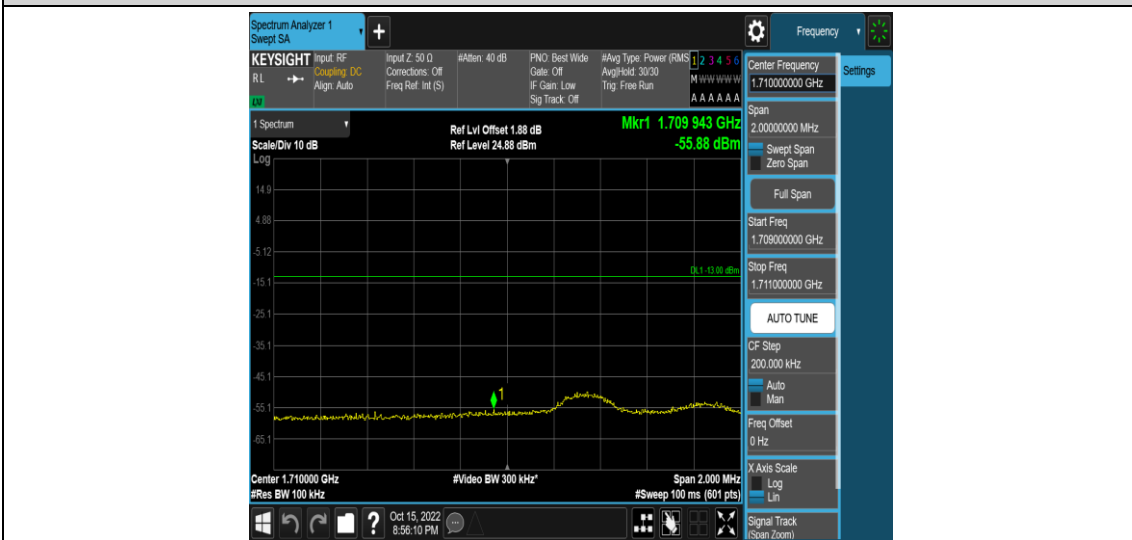 Spectrum Analyzer 1
Swept SA
Frequency
KEYSIGHT
RL
LXI
Input: RF
Coupling: DC
Align: Auto
Input Z: 50 Ω
Corrections: Off
Freq Ref: Int (S)
#Atten: 40 dB
PNO: Best Wide
Gate: Off
IF Gain: Low
Sig Track: Off
#Avg Type: Power (RMS
Avg|Hold: 30/30
Trig: Free Run
1 2 3 4 5 6
M W W W W W
A A A A A A
1 Spectrum
Scale/Div 10 dB
Log
Ref Lvl Offset 1.88 dB
Ref Level 24.88 dBm
Mkr1 1.709 943 GHz
-55.88 dBm
14.9
4.88
-5.12
-15.1
-25.1
-35.1
-45.1
-55.1
-65.1
DL1 -13.00 dBm
1
Center 1.710000 GHz
#Res BW 100 kHz
#Video BW 300 kHz*
Span 2.000 MHz
#Sweep 100 ms (601 pts)
Center Frequency
1.710000000 GHz
Settings
Span
2.00000000 MHz
Swept Span
Zero Span
Full Span
Start Freq
1.709000000 GHz
Stop Freq
1.711000000 GHz
AUTO TUNE
CF Step
200.000 kHz
Auto
Man
Freq Offset
0 Hz
X Axis Scale
Log
Lin
Signal Track
(Span Zoom)
?
Oct 15, 2022
8:56:10 PM